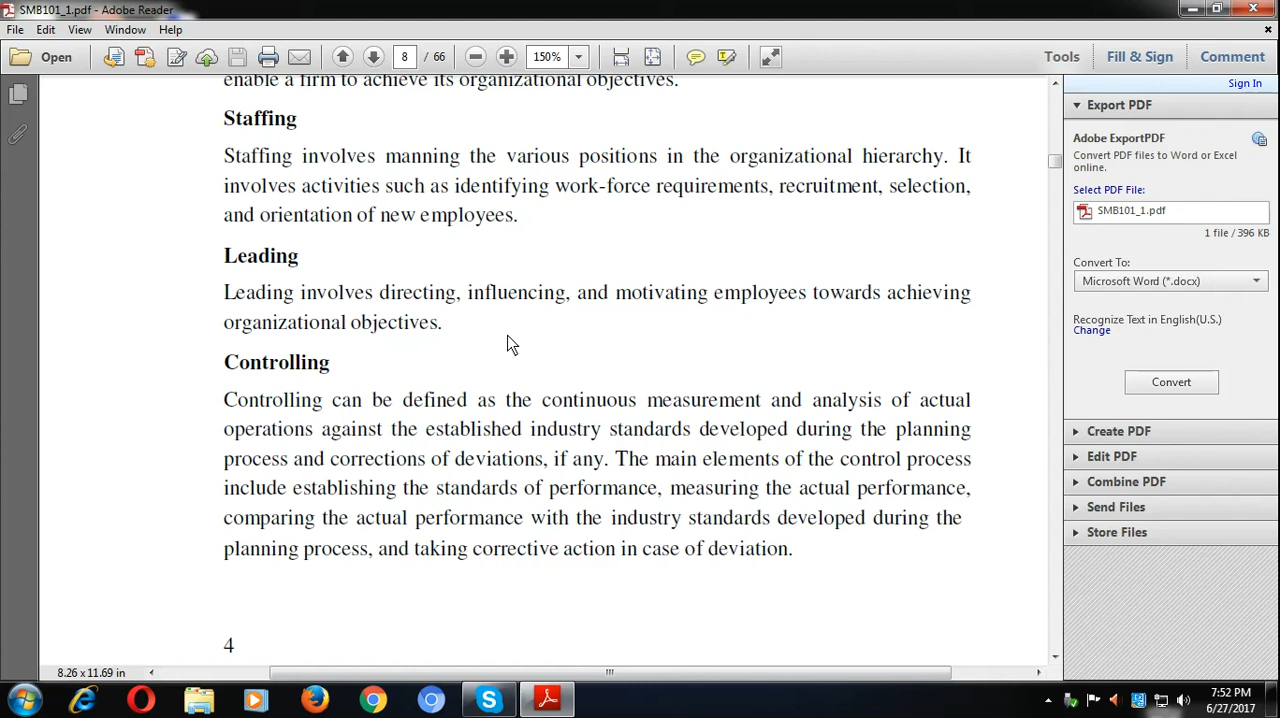 SMB101_1.pdf - Adobe Reader
File Edit View Window Help
Open 8 / 66 150% Tools Fill & Sign Comment
Sign In
enable a firm to achieve its organizational objectives.
Staffing
Staffing involves manning the various positions in the organizational hierarchy. It
involves activities such as identifying work-force requirements, recruitment, selection,
and orientation of new employees.
Leading
Leading involves directing, influencing, and motivating employees towards achieving
organizational objectives.
Controlling
Controlling can be defined as the continuous measurement and analysis of actual
operations against the established industry standards developed during the planning
process and corrections of deviations, if any. The main elements of the control process
include establishing the standards of performance, measuring the actual performance,
comparing the actual performance with the industry standards developed during the
planning process, and taking corrective action in case of deviation.
4
8.26 x 11.69 in
Export PDF
Adobe ExportPDF
Convert PDF files to Word or Excel
online.
Select PDF File:
SMB101_1.pdf
1 file / 396 KB
Convert To:
Microsoft Word (*.docx)
Recognize Text in English(U.S.)
Change
Convert
Create PDF
Edit PDF
Combine PDF
Send Files
Store Files
7:52 PM
6/27/2017